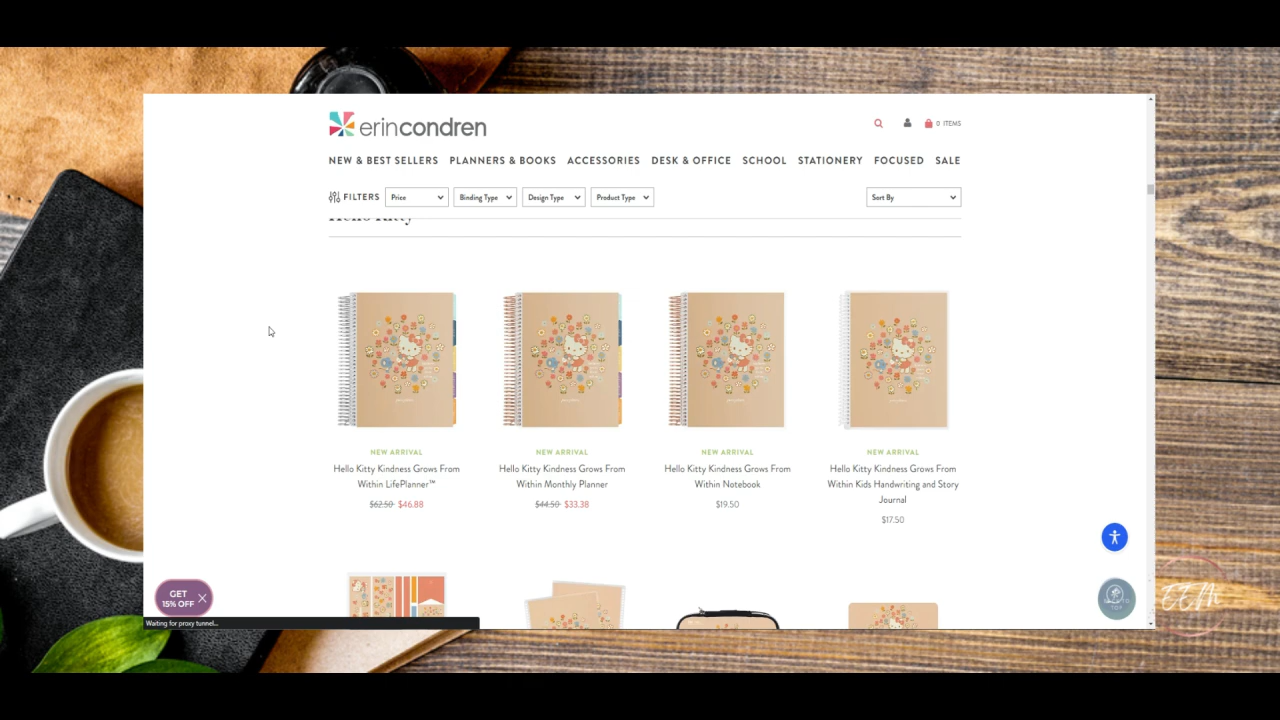 erincondren
0 ITEMS
NEW & BEST SELLERS PLANNERS & BOOKS ACCESSORIES DESK & OFFICE SCHOOL STATIONERY FOCUSED SALE
FILTERS Price Binding Type Design Type Product Type Sort By
Hello Kitty
NEW ARRIVAL NEW ARRIVAL NEW ARRIVAL NEW ARRIVAL
Hello Kitty Kindness Grows From Hello Kitty Kindness Grows From Hello Kitty Kindness Grows From Hello Kitty Kindness Grows From
Within LifePlanner™ Within Monthly Planner Within Notebook Within Kids Handwriting and Story
Journal
$62.50 $46.88 $44.50 $33.38 $19.50
$17.50
GET
15% OFF
TOP
Waiting for proxy tunnel...